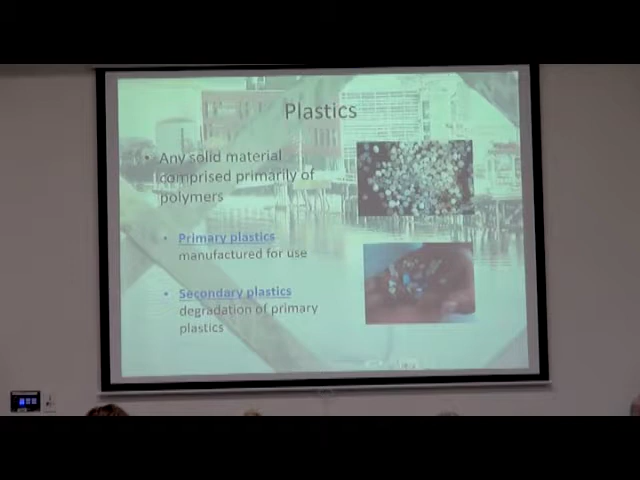 Plastics
• Any solid material
comprised primarily of
polymers
• Primary plastics
manufactured for use
• Secondary plastics
degradation of primary
plastics